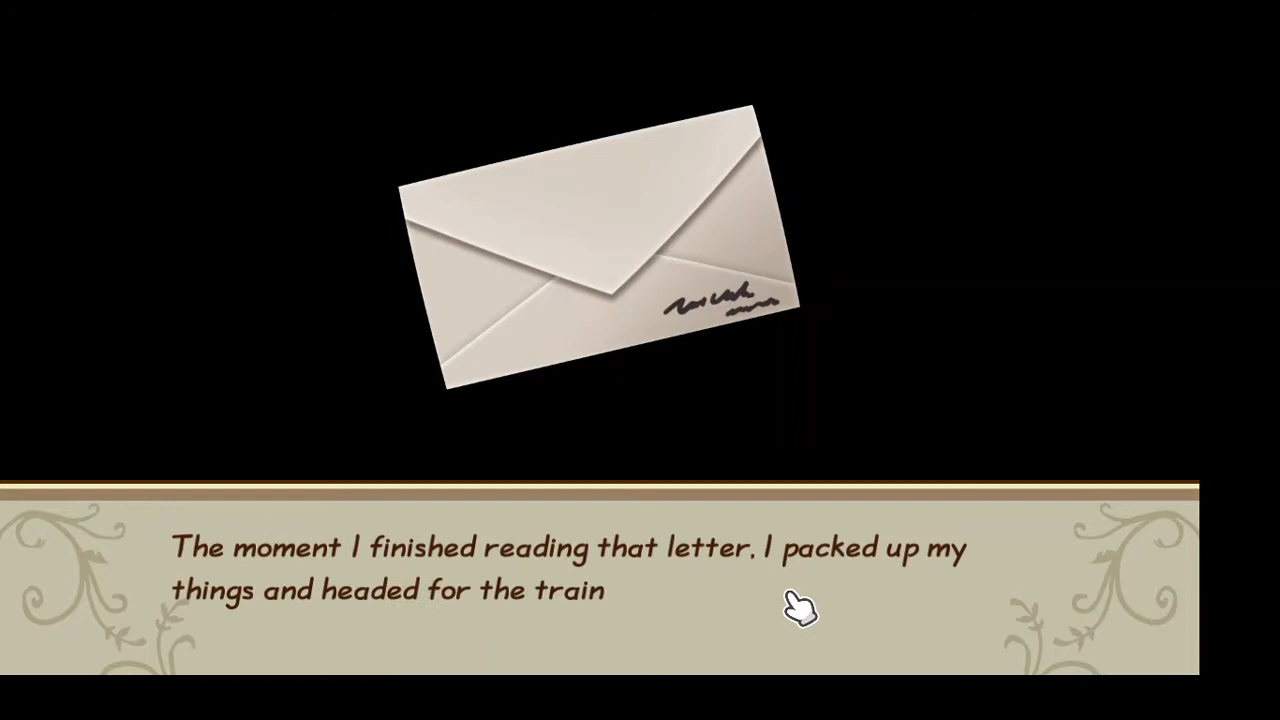 The moment I finished reading that letter, I packed up my
things and headed for the train